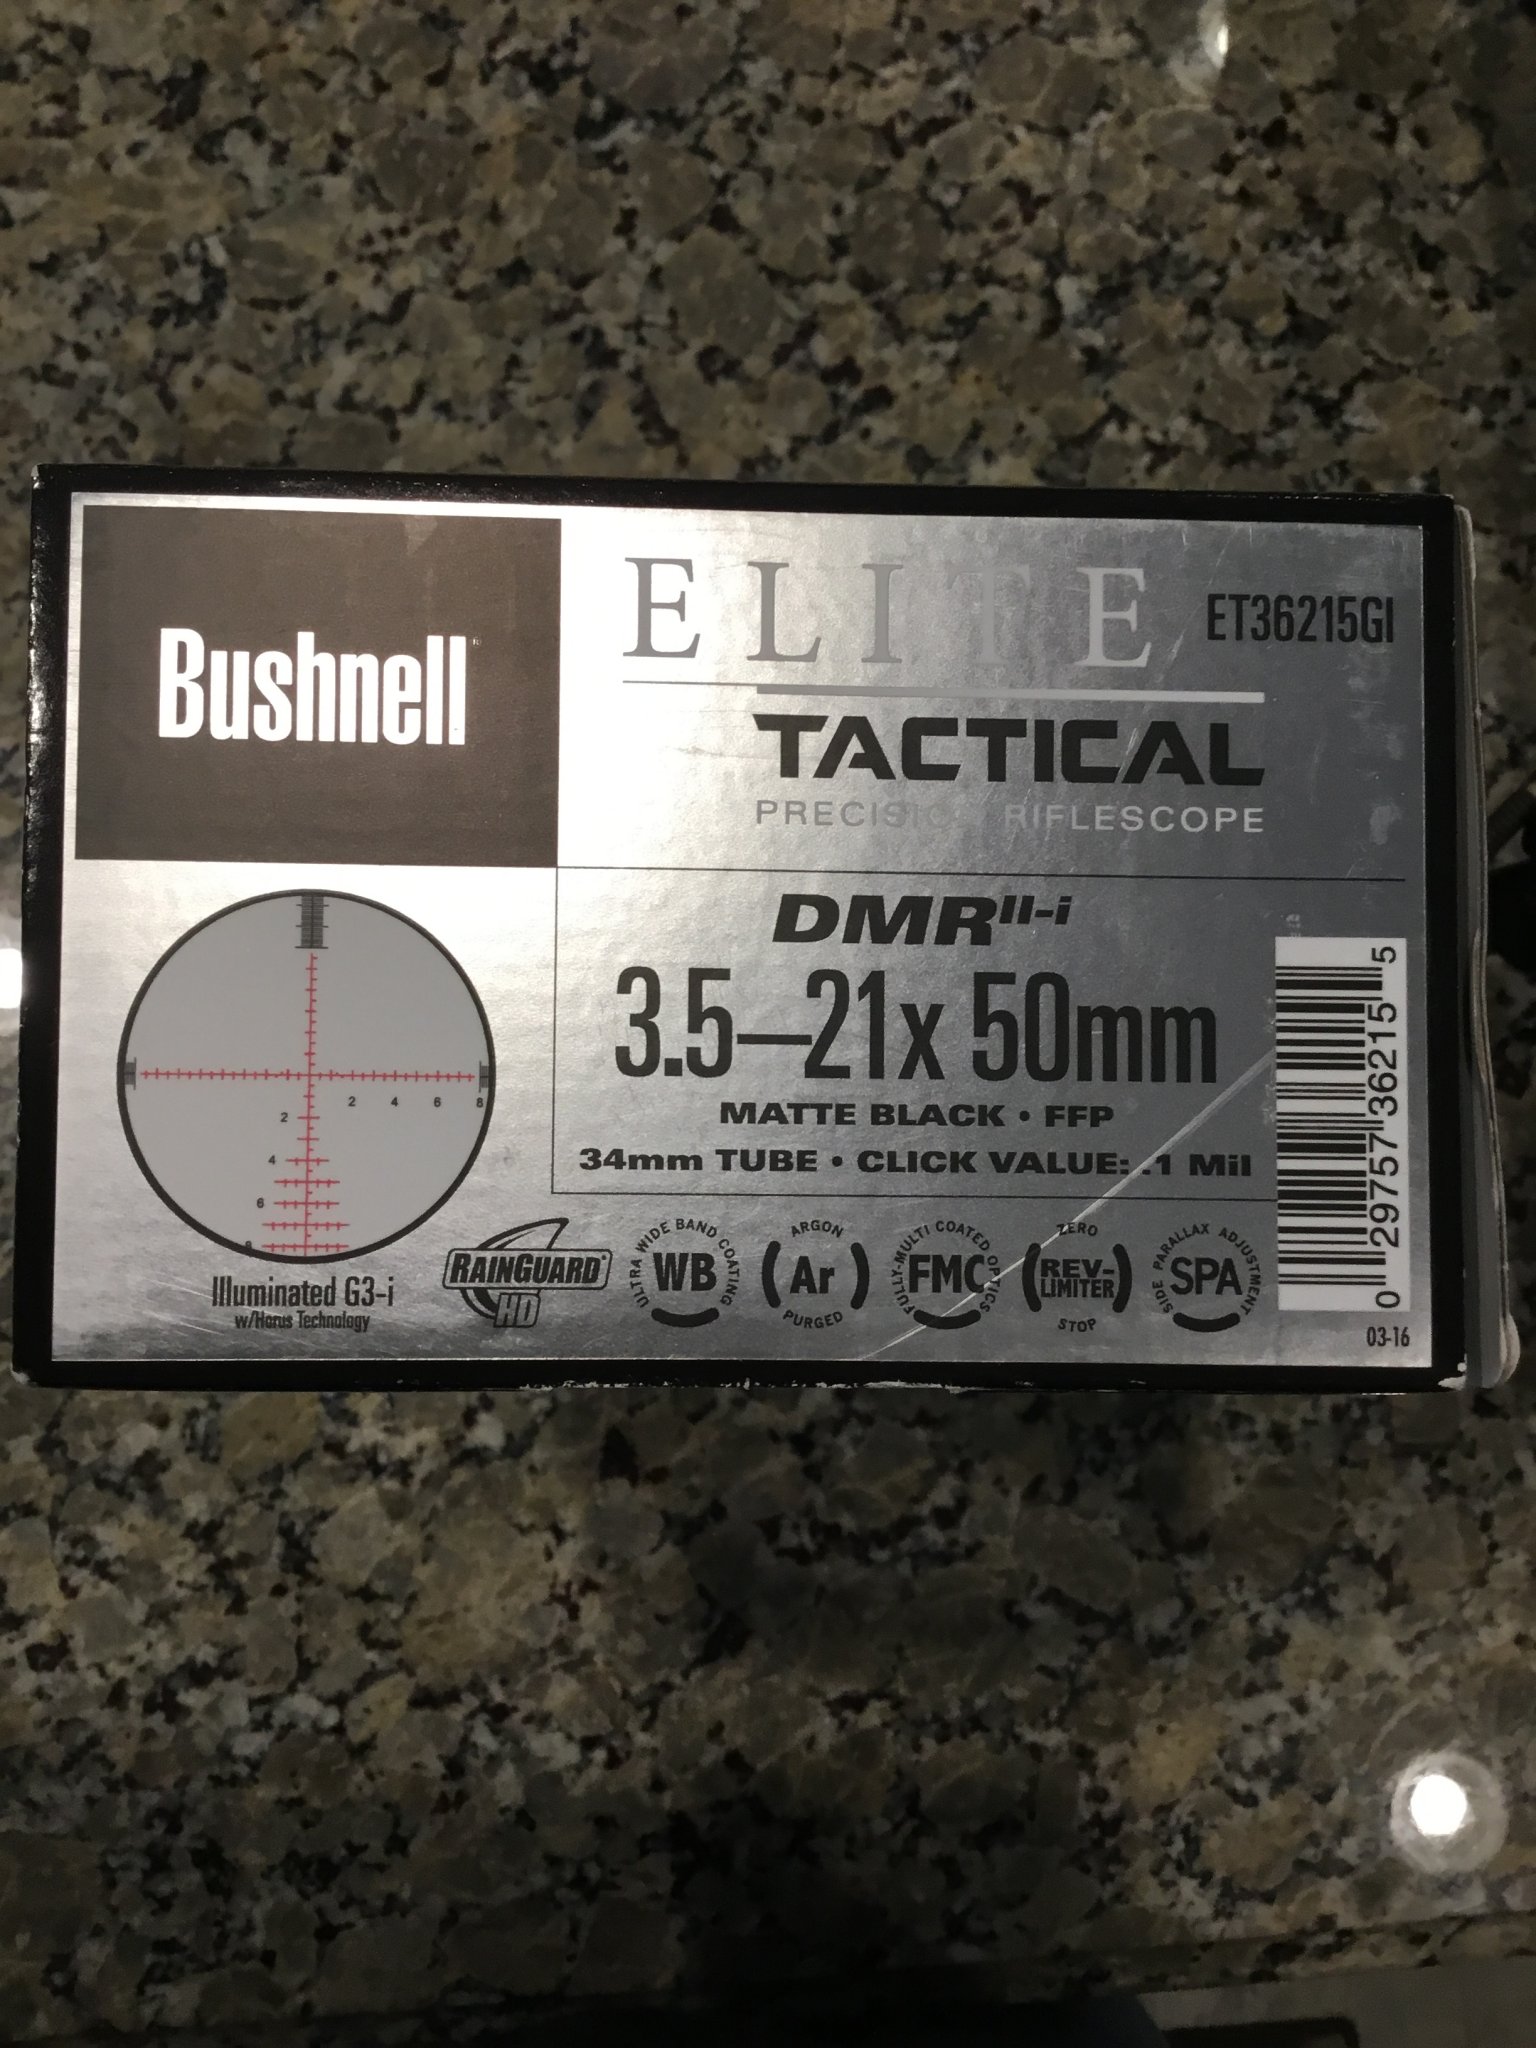 Bushnell
ELITE
ET36215GI
TACTICAL
PRECISION RIFLESCOPE
DMR II-i
3.5–21x 50mm
MATTE BLACK • FFP
34mm TUBE • CLICK VALUE: .1 Mil
2 4 6 8
2
4
6
8
Illuminated G3-i
w/Horus Technology
RAINGUARD®
HD
ULTRA WIDE BAND COATING
WB
ARGON
Ar
PURGED
FULLY-MULTI COATED OPTICS
FMC
ZERO
REV-
LIMITER
STOP
SIDE PARALLAX ADJUSTMENT
SPA
0 29757 36215 5
03-16